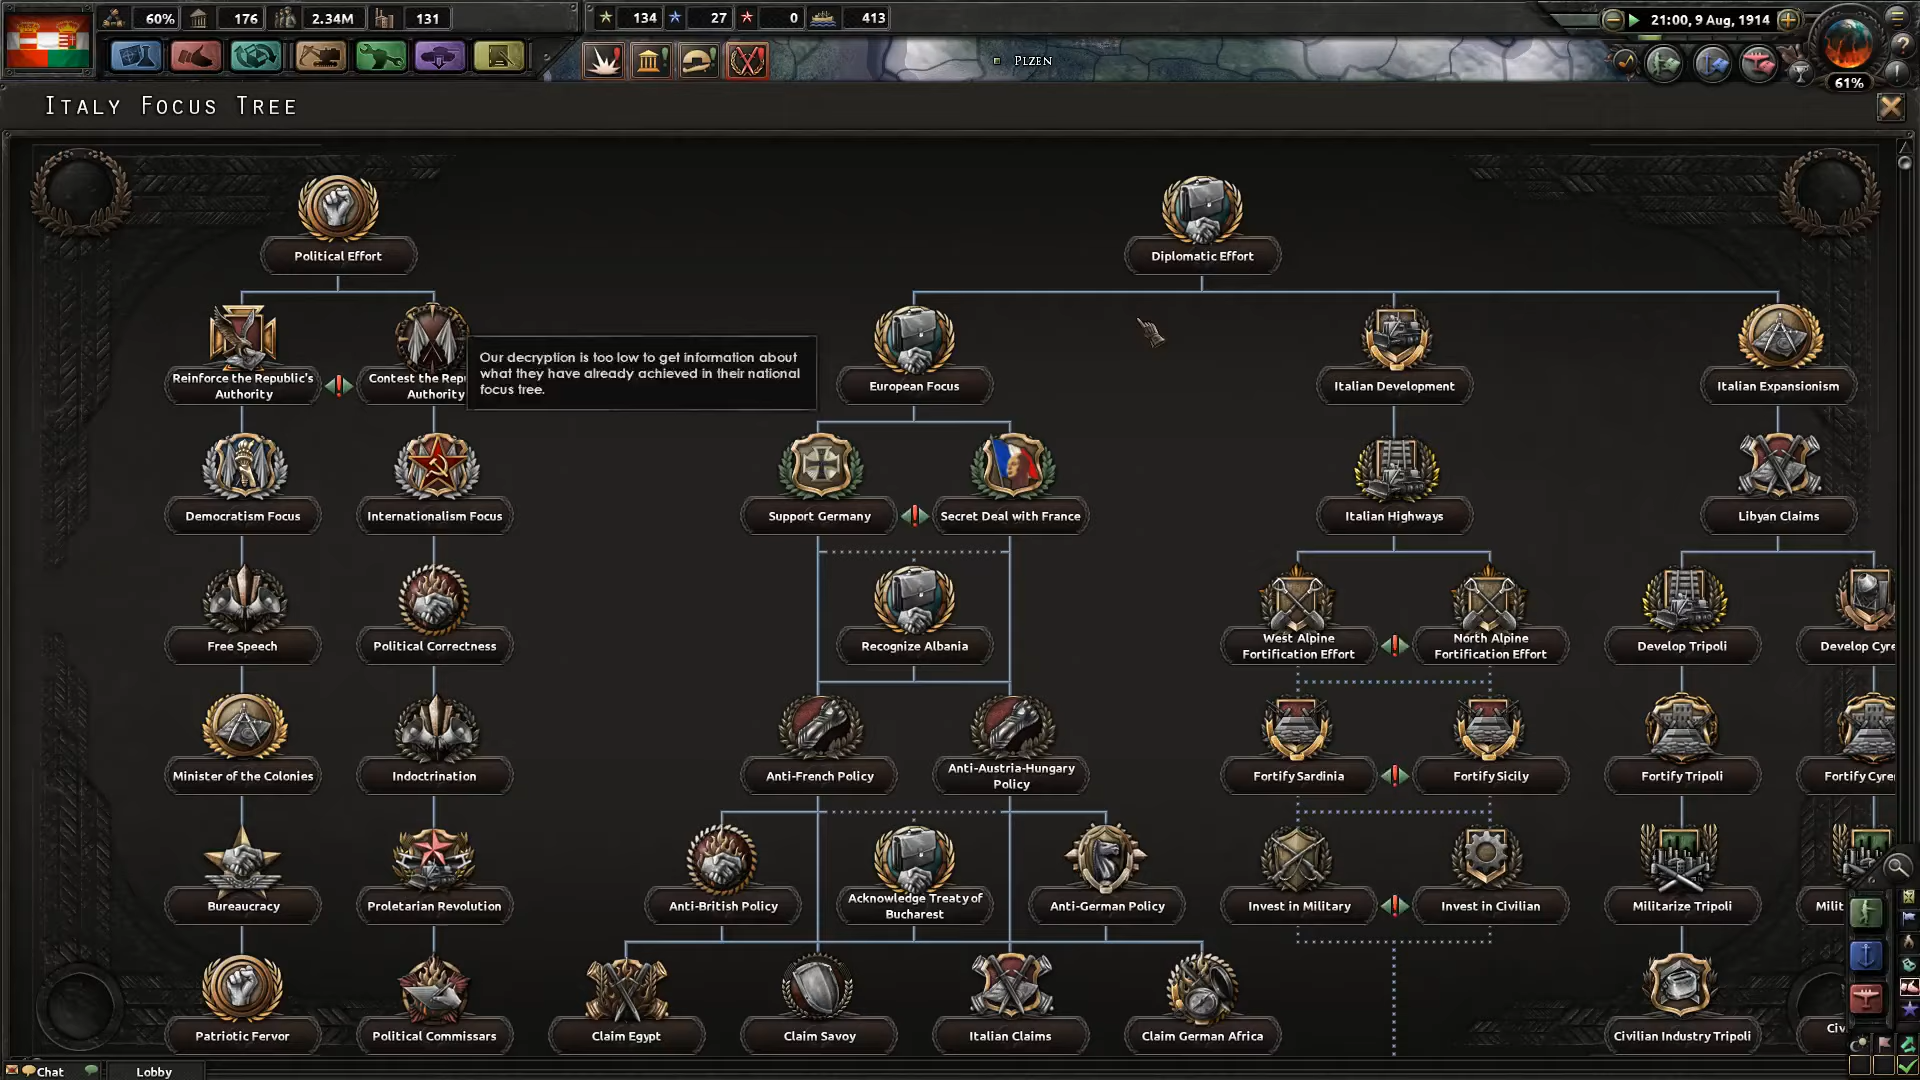 60%
176
2.34M
131
134
27
0
413
21:00, 9 Aug, 1914
Plzen
61%
Italy Focus Tree
Political Effort
Diplomatic Effort
Reinforce the Republic's
Authority
Contest the Rep
Authority
Our decryption is too low to get information about
what they have already achieved in their national
focus tree.
European Focus
Italian Development
Italian Expansionism
Democratism Focus
Internationalism Focus
Support Germany
Secret Deal with France
Italian Highways
Libyan Claims
Free Speech
Political Correctness
Recognize Albania
West Alpine
Fortification Effort
North Alpine
Fortification Effort
Develop Tripoli
Develop Cyre
Minister of the Colonies
Indoctrination
Anti-French Policy
Anti-Austria-Hungary
Policy
Fortify Sardinia
Fortify Sicily
Fortify Tripoli
Fortify Cyre
Bureaucracy
Proletarian Revolution
Anti-British Policy
Acknowledge Treaty of
Bucharest
Anti-German Policy
Invest in Military
Invest in Civilian
Militarize Tripoli
Milit
Patriotic Fervor
Political Commissars
Claim Egypt
Claim Savoy
Italian Claims
Claim German Africa
Civilian Industry Tripoli
Civ
Chat
Lobby